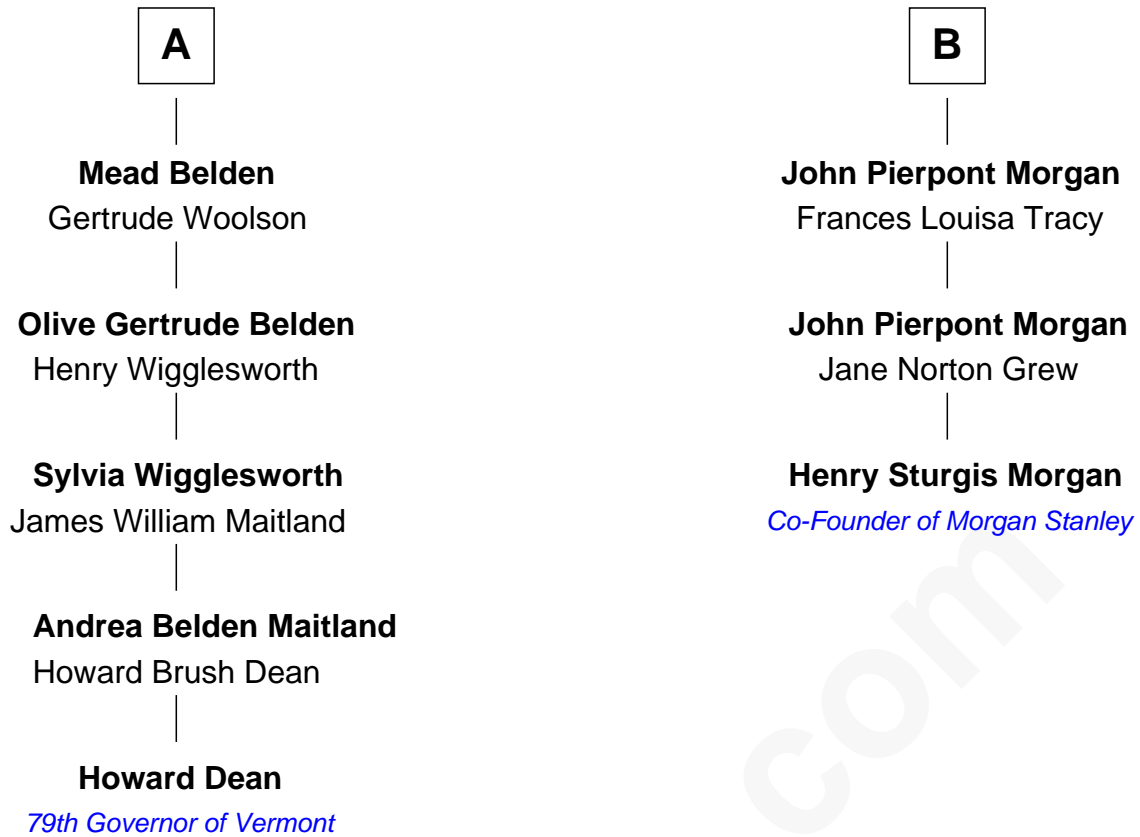 A
Mead Belden
Gertrude Woolson
Olive Gertrude Belden
Henry Wigglesworth
Sylvia Wigglesworth
James William Maitland
Andrea Belden Maitland
Howard Brush Dean
Howard Dean
79th Governor of Vermont
B
John Pierpont Morgan
Frances Louisa Tracy
John Pierpont Morgan
Jane Norton Grew
Henry Sturgis Morgan
Co-Founder of Morgan Stanley
com